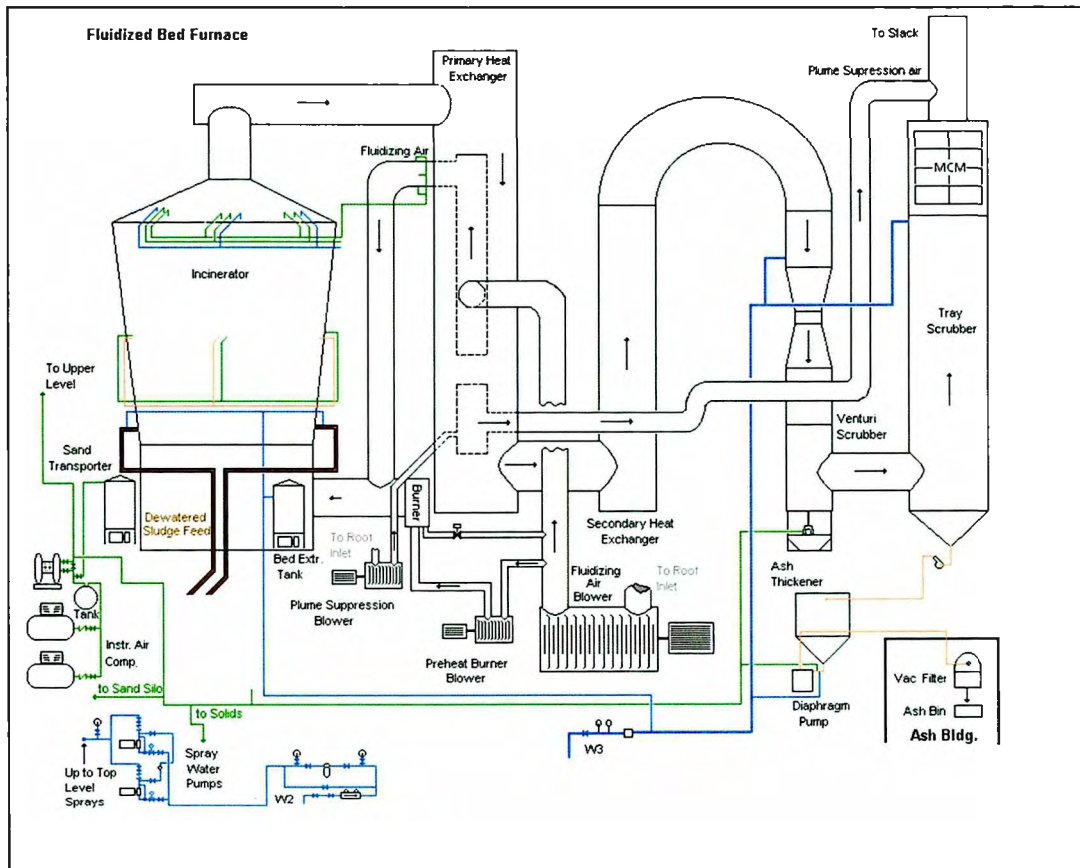 Fluidized Bed Furnace
To Stack
Primary Heat
Exchanger
Plume Supression air
Fluidizing Air
MCM
Incinerator
Tray
Scrubber
To Upper
Level
Venturi
Scrubber
Sand
Transporter
Burner
Dewatered
Sludge Feed
Secondary Heat
Exchanger
To Root
Inlet
Bed Extr.
Tank
Ash
Thickener
Fluidizing
Air
Blower
To Root
Inlet
Plume Suppression
Blower
Tank
Instr. Air
Comp.
Preheat Burner
Blower
Vac Filter
to Sand Silo
Diaphragm
Pump
Ash Bin
to Solids
Ash Bldg.
Spray
Water
Pumps
W3
Up to Top
Level
Sprays
W2